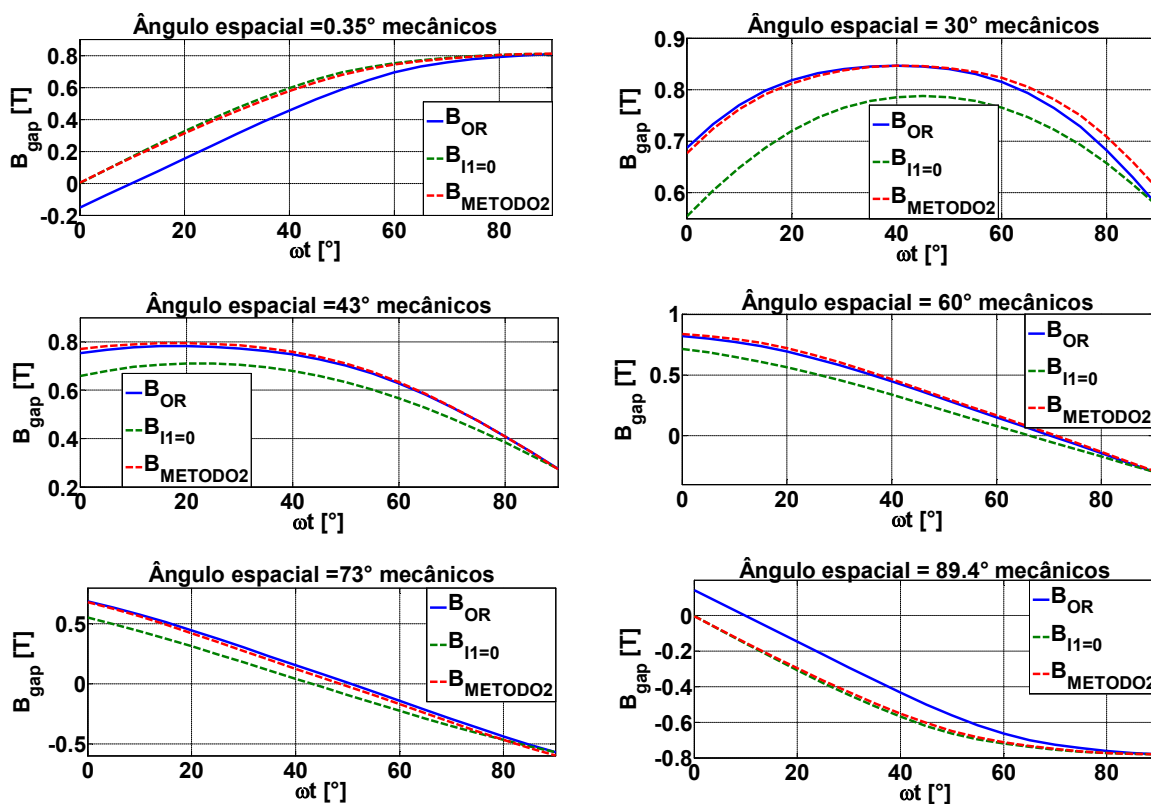 Ângulo espacial =0.35° mecânicos
B_gap [T]
0.8
0.6
0.4
0.2
0
-0.2
0 20 40 60 80
ωt [°]
B_OR
B_I1=0
B_METODO2
Ângulo espacial = 30° mecânicos
B_gap [T]
0.9
0.8
0.7
0.6
0 20 40 60 80
ωt [°]
B_OR
B_I1=0
B_METODO2
Ângulo espacial =43° mecânicos
B_gap [T]
0.8
0.6
0.4
0.2
0 20 40 60 80
ωt [°]
B_OR
B_I1=0
B_METODO2
Ângulo espacial = 60° mecânicos
B_gap [T]
1
0.5
0
0 20 40 60 80
ωt [°]
B_OR
B_I1=0
B_METODO2
Ângulo espacial =73° mecânicos
B_gap [T]
0.5
0
-0.5
0 20 40 60 80
ωt [°]
B_OR
B_I1=0
B_METODO2
Ângulo espacial = 89.4° mecânicos
B_gap [T]
0
-0.2
-0.4
-0.6
-0.8
0 20 40 60 80
ωt [°]
B_OR
B_I1=0
B_METODO2